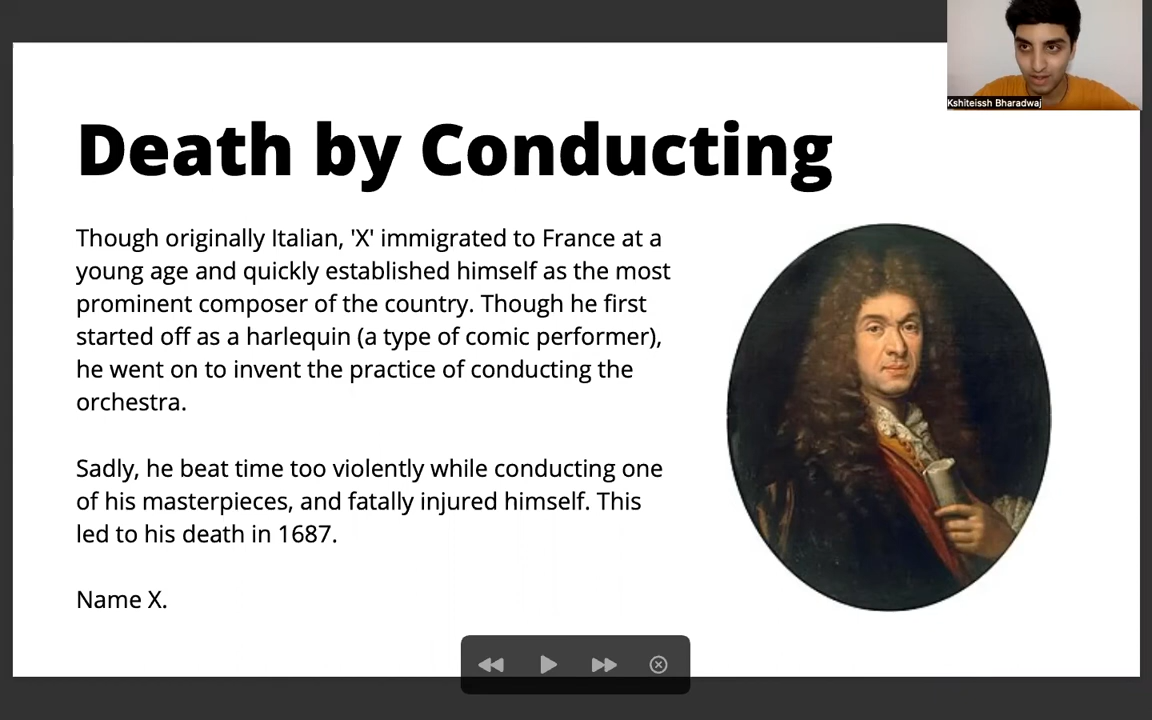 Kshiteissh Bharadwaj
Death by Conducting
Though originally Italian, 'X' immigrated to France at a
young age and quickly established himself as the most
prominent composer of the country. Though he first
started off as a harlequin (a type of comic performer),
he went on to invent the practice of conducting the
orchestra.
Sadly, he beat time too violently while conducting one
of his masterpieces, and fatally injured himself. This
led to his death in 1687.
Name X.